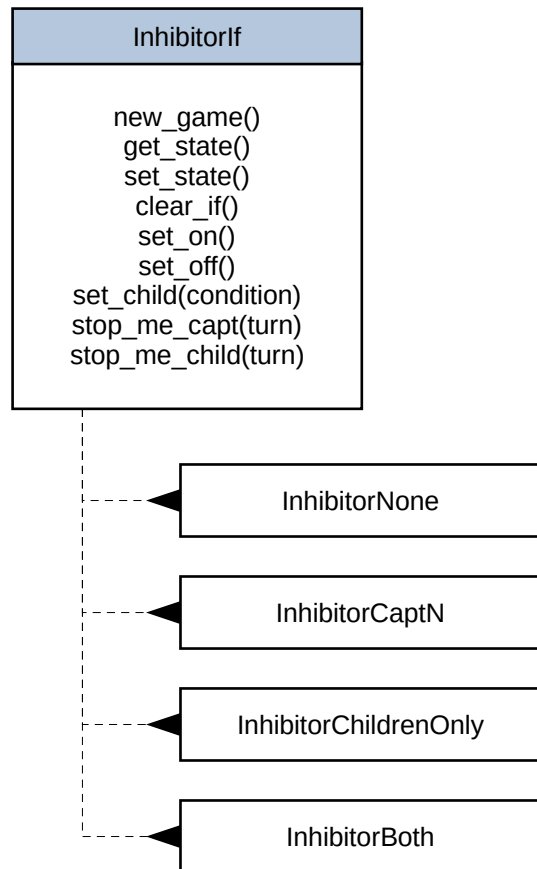 InhibitorIf
new_game()
get_state()
set_state()
clear_if()
set_on()
set_off()
set_child(condition)
stop_me_capt(turn)
stop_me_child(turn)
InhibitorNone
InhibitorCaptN
InhibitorChildrenOnly
InhibitorBoth